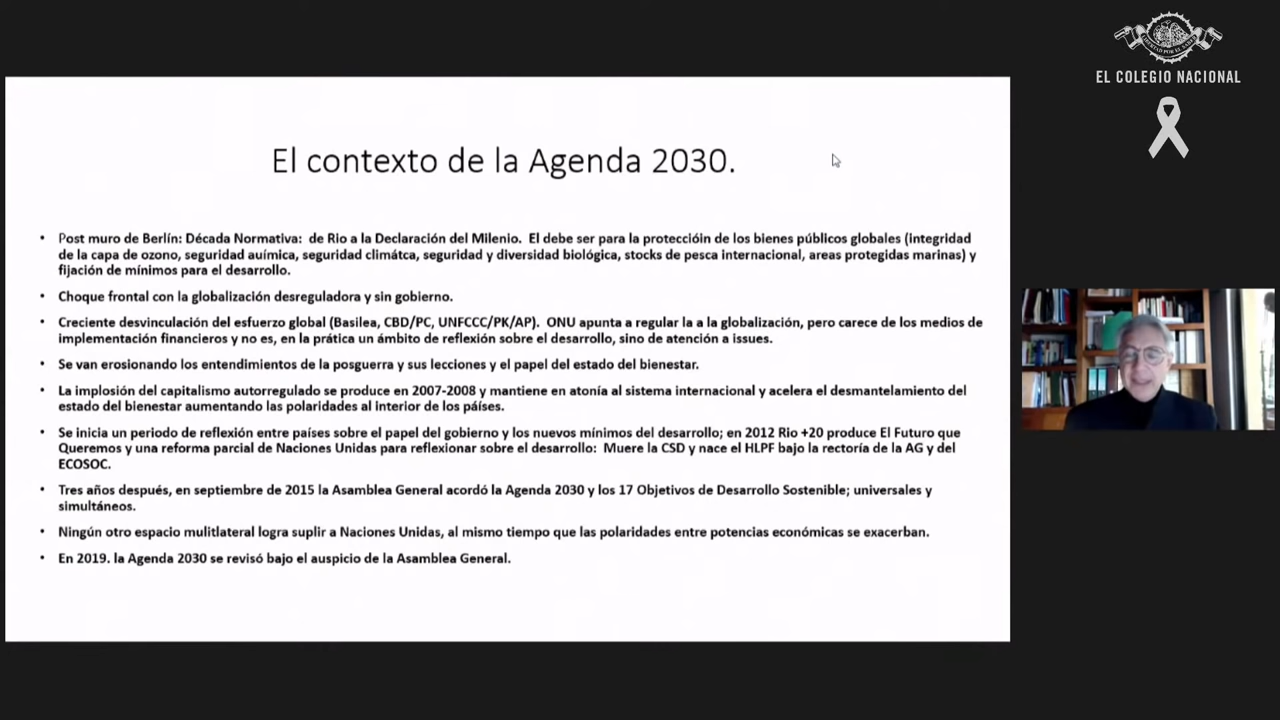 EL COLEGIO NACIONAL
El contexto de la Agenda 2030.
• Post muro de Berlín: Década Normativa: de Rio a la Declaración del Milenio. El debe ser para la proteccióin de los bienes públicos globales (integridad
de la capa de ozono, seguridad auímica, seguridad climátca, seguridad y diversidad biológica, stocks de pesca internacional, areas protegidas marinas) y
fijación de mínimos para el desarrollo.
• Choque frontal con la globalización desreguladora y sin gobierno.
• Creciente desvinculación del esfuerzo global (Basilea, CBD/PC, UNFCCC/PK/AP). ONU apunta a regular la a la globalización, pero carece de los medios de
implementación financieros y no es, en la prática un ámbito de reflexión sobre el desarrollo, sino de atención a issues.
• Se van erosionando los entendimientos de la posguerra y sus lecciones y el papel del estado del bienestar.
• La implosión del capitalismo autorregulado se produce en 2007-2008 y mantiene en atonía al sistema internacional y acelera el desmantelamiento del
estado del bienestar aumentando las polaridades al interior de los páíses.
• Se inicia un periodo de reflexión entre países sobre el papel del gobierno y los nuevos mínimos del desarrollo; en 2012 Rio +20 produce El Futuro que
Queremos y una reforma parcial de Naciones Unidas para reflexionar sobre el desarrollo: Muere la CSD y nace el HLPF bajo la rectoría de la AG y del
ECOSOC.
• Tres años después, en septiembre de 2015 la Asamblea General acordó la Agenda 2030 y los 17 Objetivos de Desarrollo Sostenible; universales y
simultáneos.
• Ningún otro espacio mulitlateral logra suplir a Naciones Unidas, al mismo tiempo que las polaridades entre potencias económicas se exacerban.
• En 2019. la Agenda 2030 se revisó bajo el auspicio de la Asamblea General.